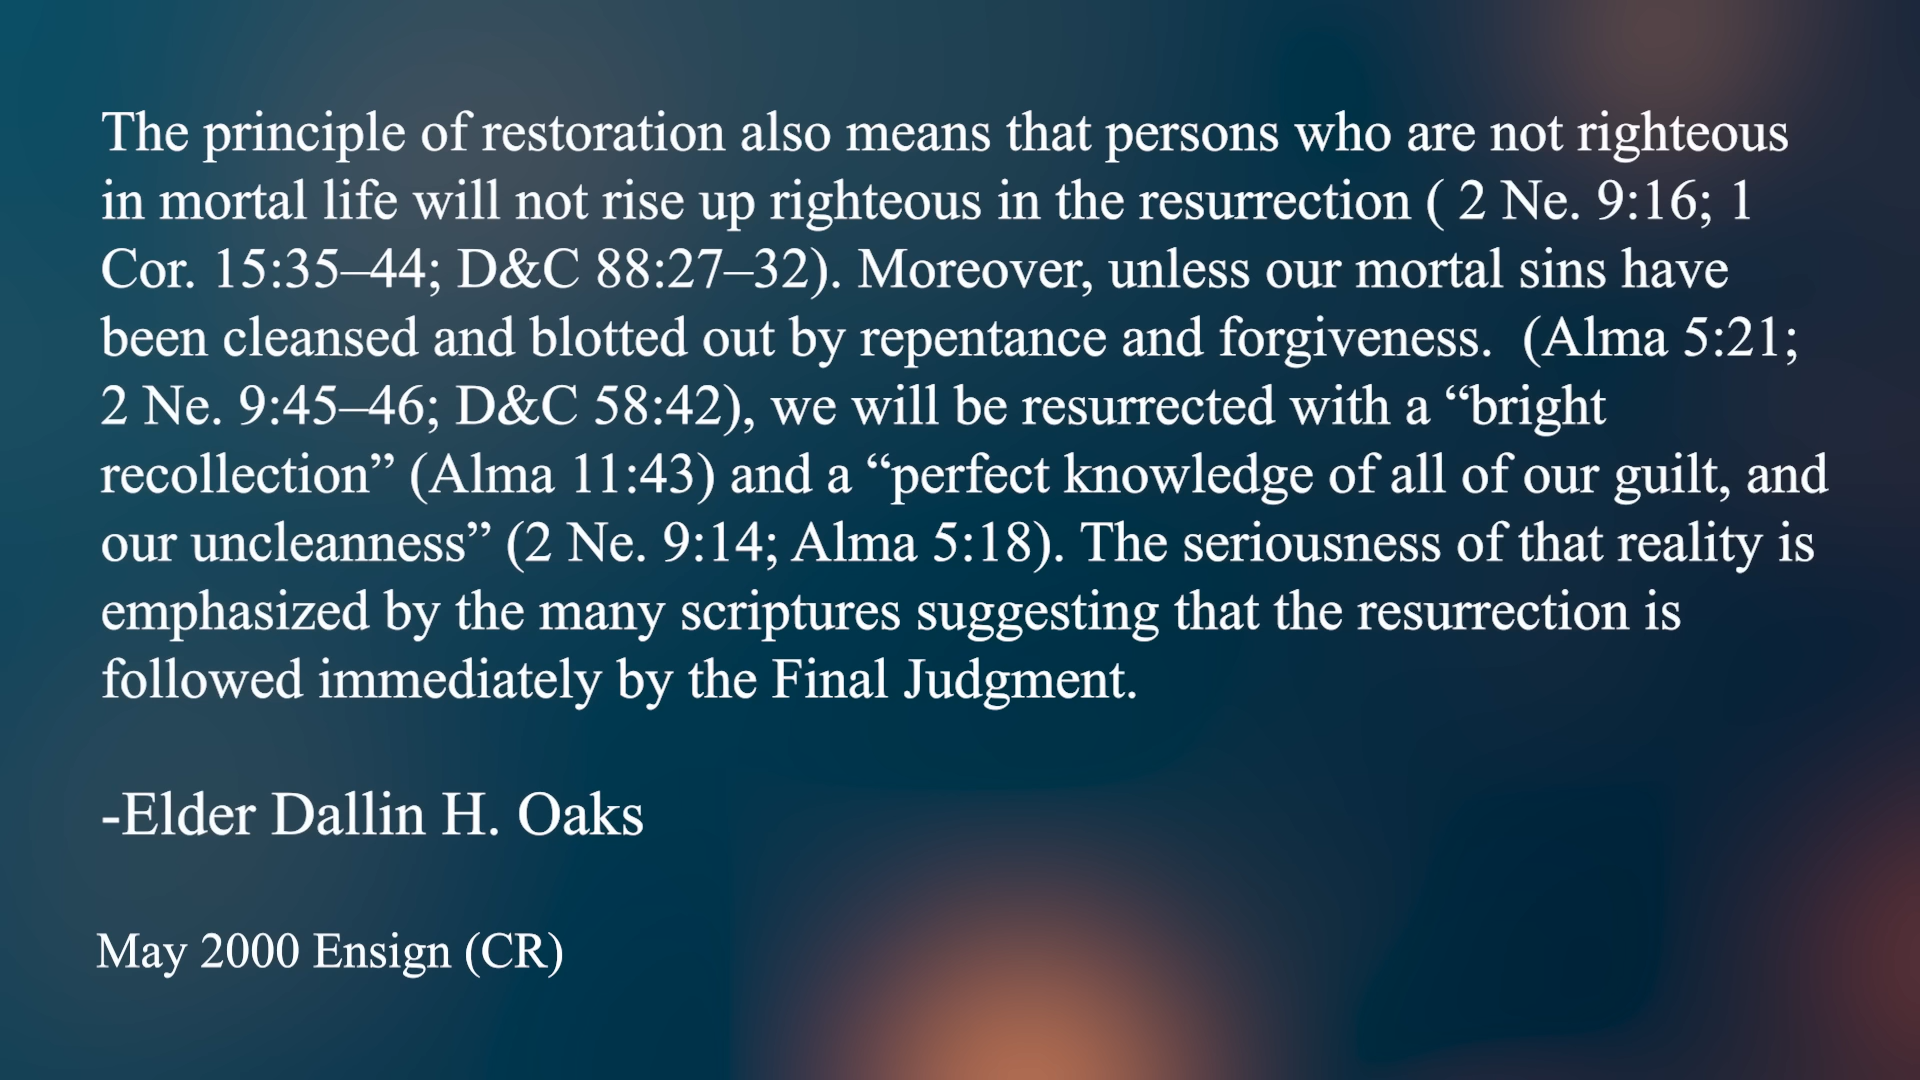 The principle of restoration also means that persons who are not righteous
in mortal life will not rise up righteous in the resurrection ( 2 Ne. 9:16; 1
Cor. 15:35–44; D&C 88:27–32). Moreover, unless our mortal sins have
been cleansed and blotted out by repentance and forgiveness.  (Alma 5:21;
2 Ne. 9:45–46; D&C 58:42), we will be resurrected with a “bright
recollection” (Alma 11:43) and a “perfect knowledge of all of our guilt, and
our uncleanness” (2 Ne. 9:14; Alma 5:18). The seriousness of that reality is
emphasized by the many scriptures suggesting that the resurrection is
followed immediately by the Final Judgment.
-Elder Dallin H. Oaks
May 2000 Ensign (CR)